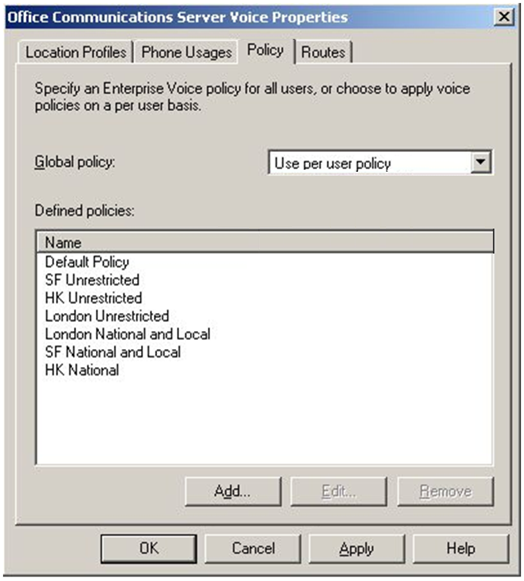 Office Communications Server Voice Properties
Location Profiles Phone Usages Policy Routes
Specify an Enterprise Voice policy for all users, or choose to apply voice
policies on a per user basis.
Global policy: Use per user policy
Defined policies:
Name
Default Policy
SF Unrestricted
HK Unrestricted
London Unrestricted
London National and Local
SF National and Local
HK National
Add... Edit... Remove
OK Cancel Apply Help